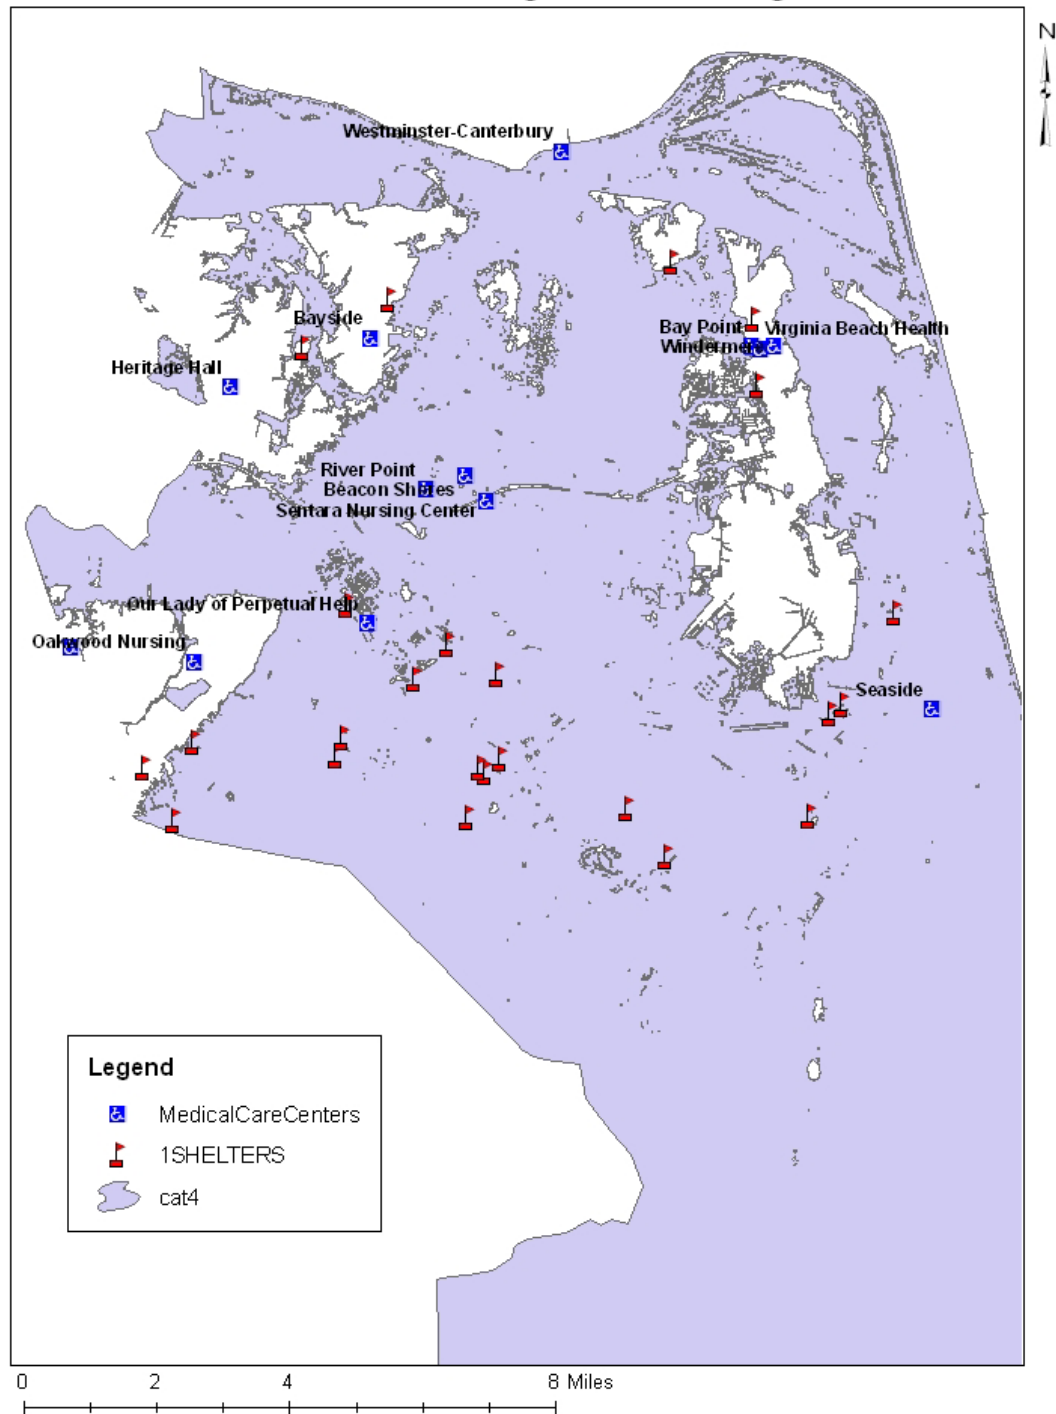 N
Westminster-Canterbury
Bayside
Bay Point
Virginia Beach Health
Windermere
Heritage Hall
River Point
Beacon Shores
Sentara Nursing Center
Our Lady of Perpetual Help
Oakwood Nursing
Seaside
Legend
MedicalCareCenters
1SHELTERS
cat4
0 2 4 8 Miles